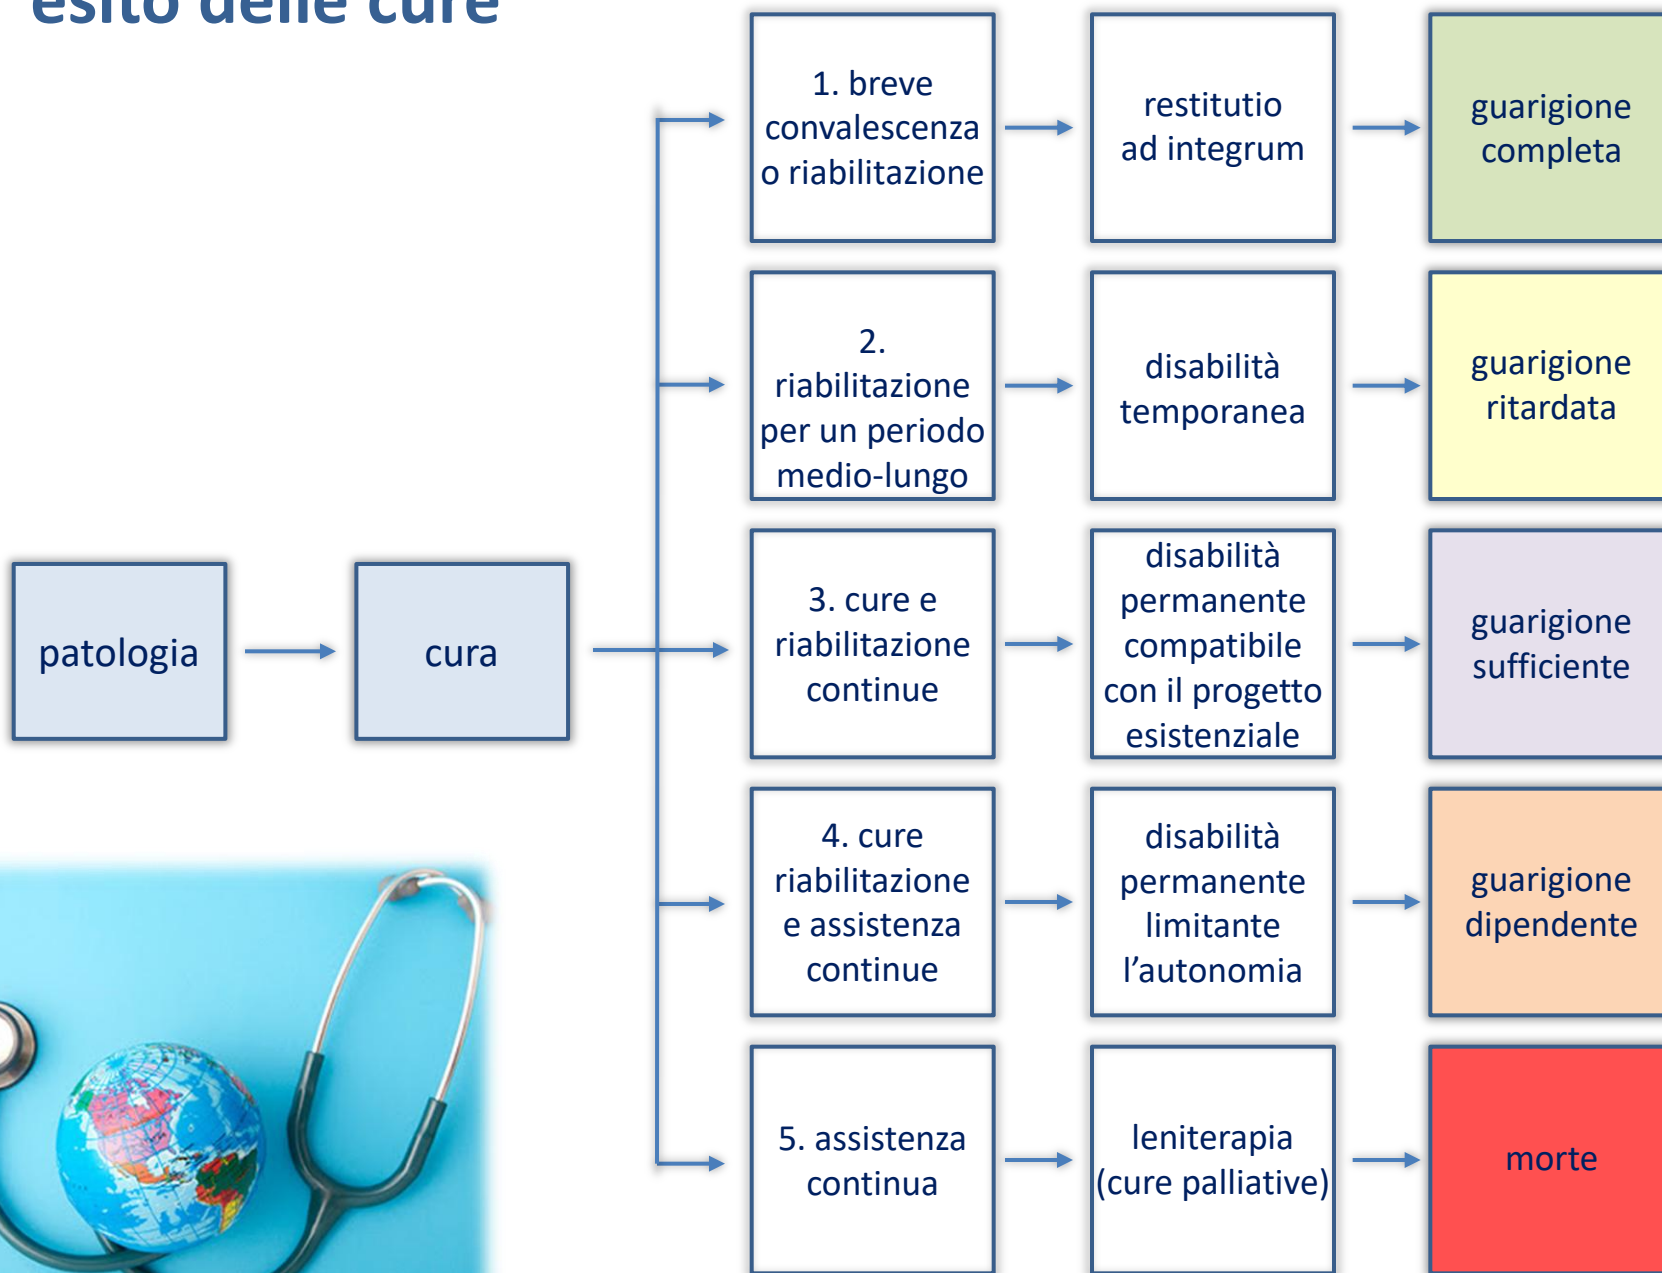 esito delle cure
patologia
cura
1. breve
convalescenza
o riabilitazione
restitutio
ad integrum
guarigione
completa
2.
riabilitazione
per un periodo
medio-lungo
disabilità
temporanea
guarigione
ritardata
3. cure e
riabilitazione
continue
disabilità
permanente
compatibile
con il progetto
esistenziale
guarigione
sufficiente
4. cure
riabilitazione
e assistenza
continue
disabilità
permanente
limitante
l’autonomia
guarigione
dipendente
5. assistenza
continua
leniterapia
(cure palliative)
morte